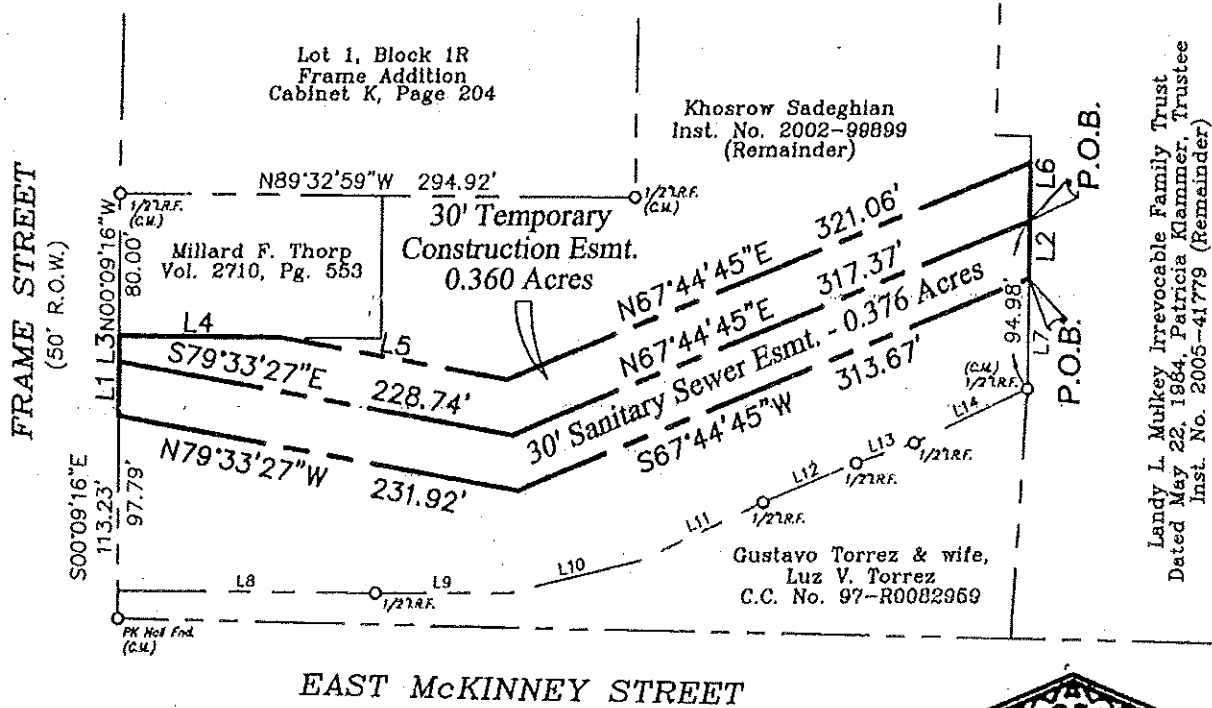 Lot 1, Block 1R
Frame Addition
Cabinet K, Page 204
Khosrow Sadeghian
Inst. No. 2002-99899
(Remainder)
Landy L. Mulkey Irrevocable Family Trust
Dated May 22, 1984, Patricia Klammer, Trustee
Inst. No. 2005-41779 (Remainder)
P.O.B.
P.O.B.
FRAME STREET
(50' R.O.W.)
N89°32'59"W 294.92'
1/2"I.R.F.
(C.M.)
1/2"I.R.F.
(C.M.)
N00°09'16"W
80.00'
Millard F. Thorp
Vol. 2710, Pg. 553
30' Temporary
Construction Esmt.
0.360 Acres
N67°44'45"E 321.06'
L6
L2
L7
94.98'
L3
L1
L4
L5
S79°33'27"E 228.74'
N67°44'45"E 317.37'
30' Sanitary Sewer Esmt. - 0.376 Acres
N79°33'27"W 231.92'
S67°44'45"W 313.67'
(C.M.)
1/2"I.R.F.
S00°09'16"E
113.23'
97.79'
L14
L13
1/2"I.R.F.
L12
1/2"I.R.F.
L11
1/2"I.R.F.
L10
L8
L9
1/2"I.R.F.
Gustavo Torrez & wife,
Luz V. Torrez
C.C. No. 97-R0082969
PK Nail Fnd.
(C.M.)
EAST McKINNEY STREET